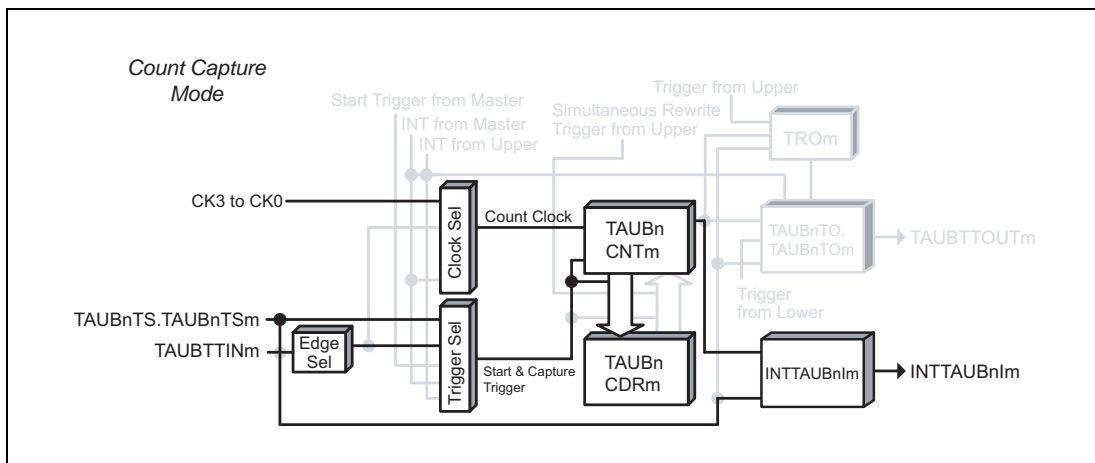 Count Capture
Mode
Start Trigger from Master
INT from Master
INT from Upper
Simultaneous Rewrite
Trigger from Upper
Trigger from Upper
TROm
CK3 to CK0
Clock Sel
Count Clock
TAUBn
CNTm
TAUBnTO.
TAUBnTOm
TAUBTTOUTm
Trigger
from Lower
TAUBnTS.TAUBnTSm
TAUBTTINm
Edge
Sel
Trigger Sel
Start & Capture
Trigger
TAUBn
CDRm
INTTAUBnIm
INTTAUBnIm